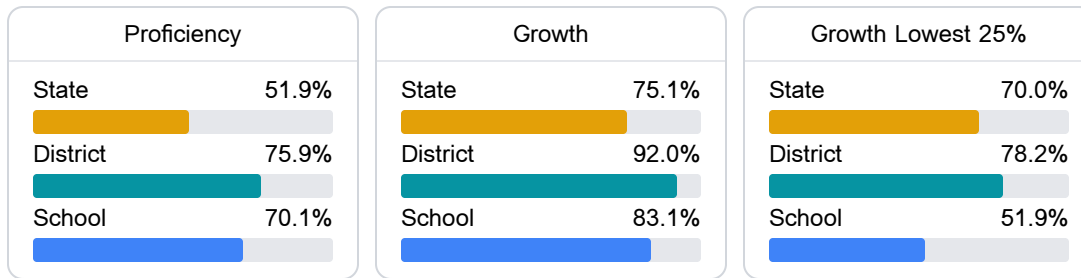 Proficiency
State 51.9%
District 75.9%
School 70.1%
Growth
State 75.1%
District 92.0%
School 83.1%
Growth Lowest 25%
State 70.0%
District 78.2%
School 51.9%